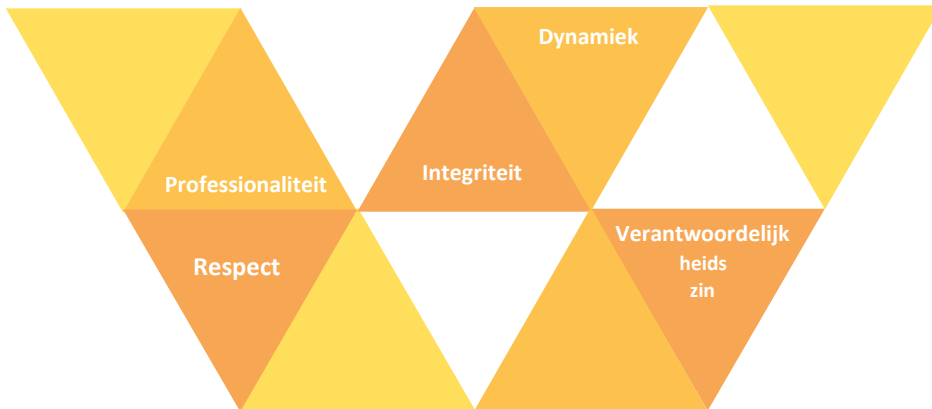 Dynamiek
Professionaliteit
Integriteit
Respect
Verantwoordelijk
heids
zin